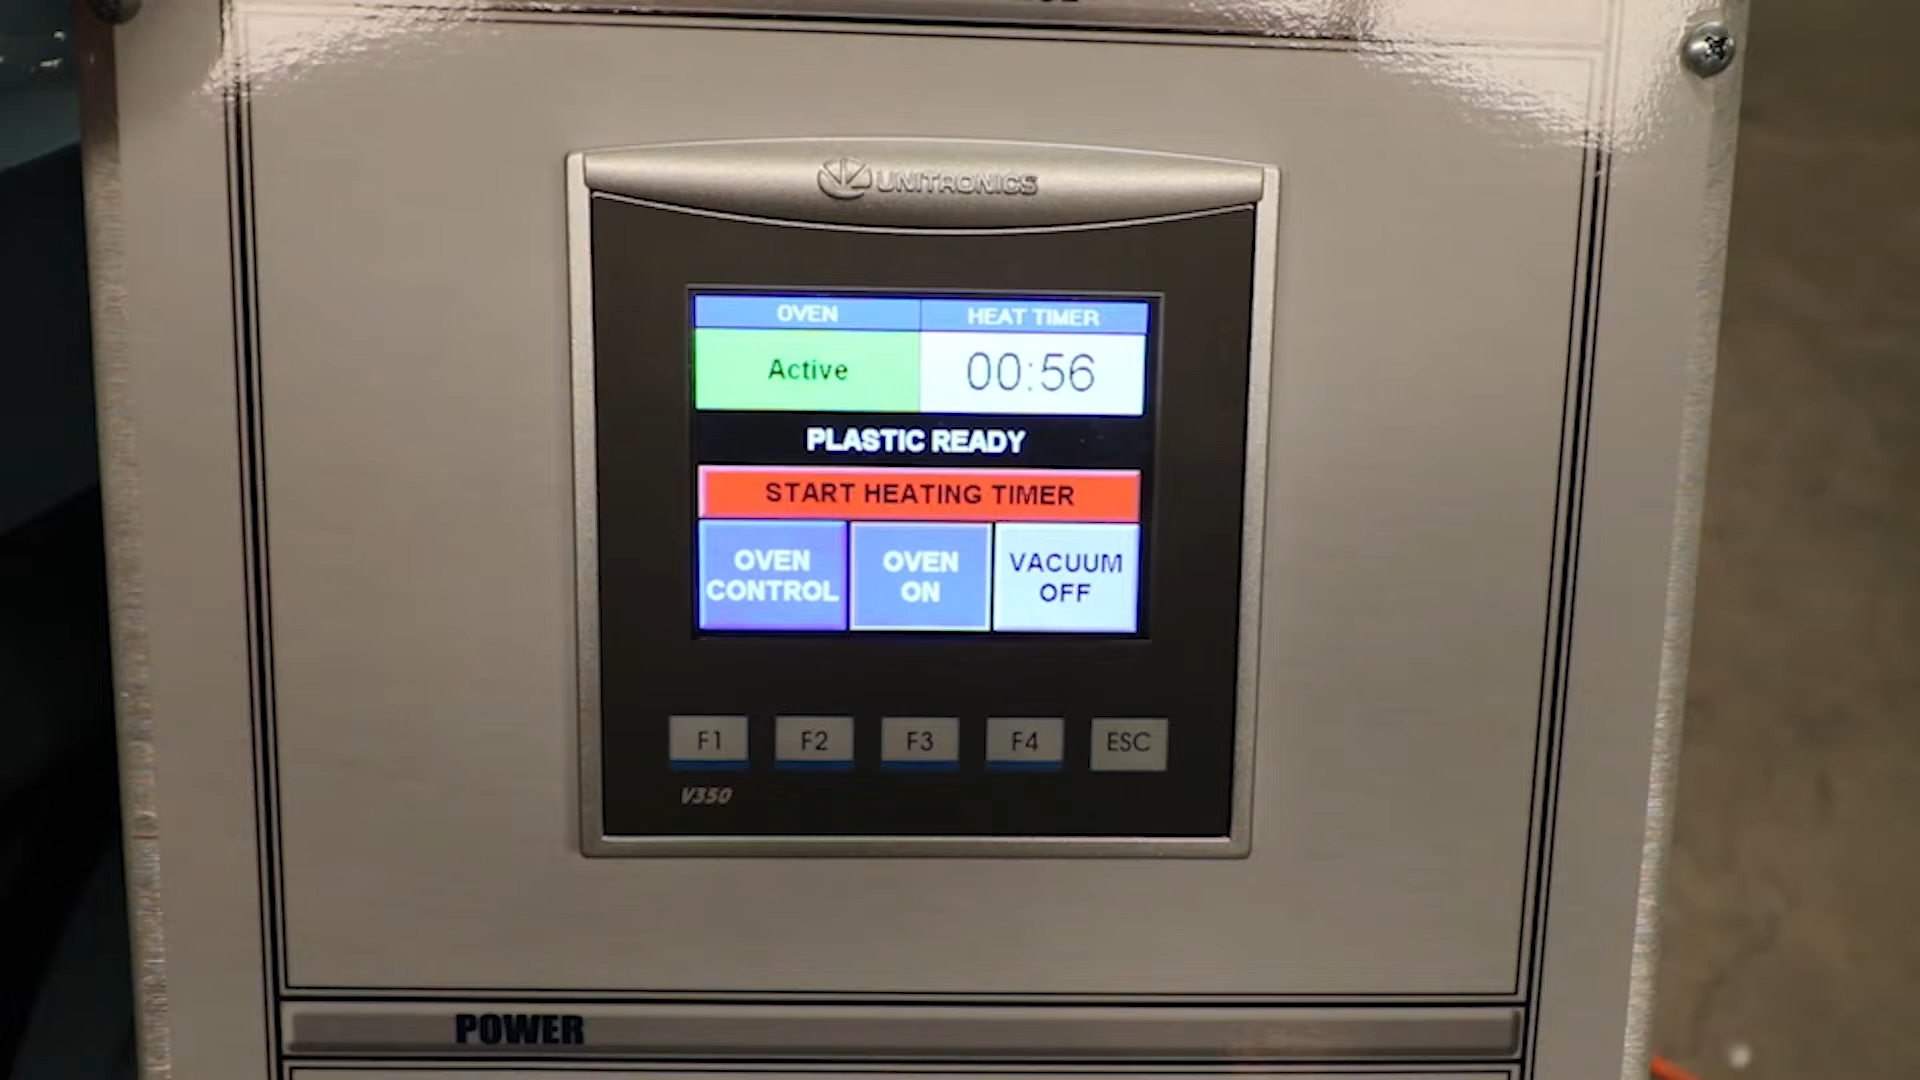 UNITRONICS
OVEN HEAT TIMER
Active 00:56
PLASTIC READY
START HEATING TIMER
OVEN CONTROL
OVEN ON
VACUUM OFF
F1 F2 F3 F4 ESC
V350
POWER